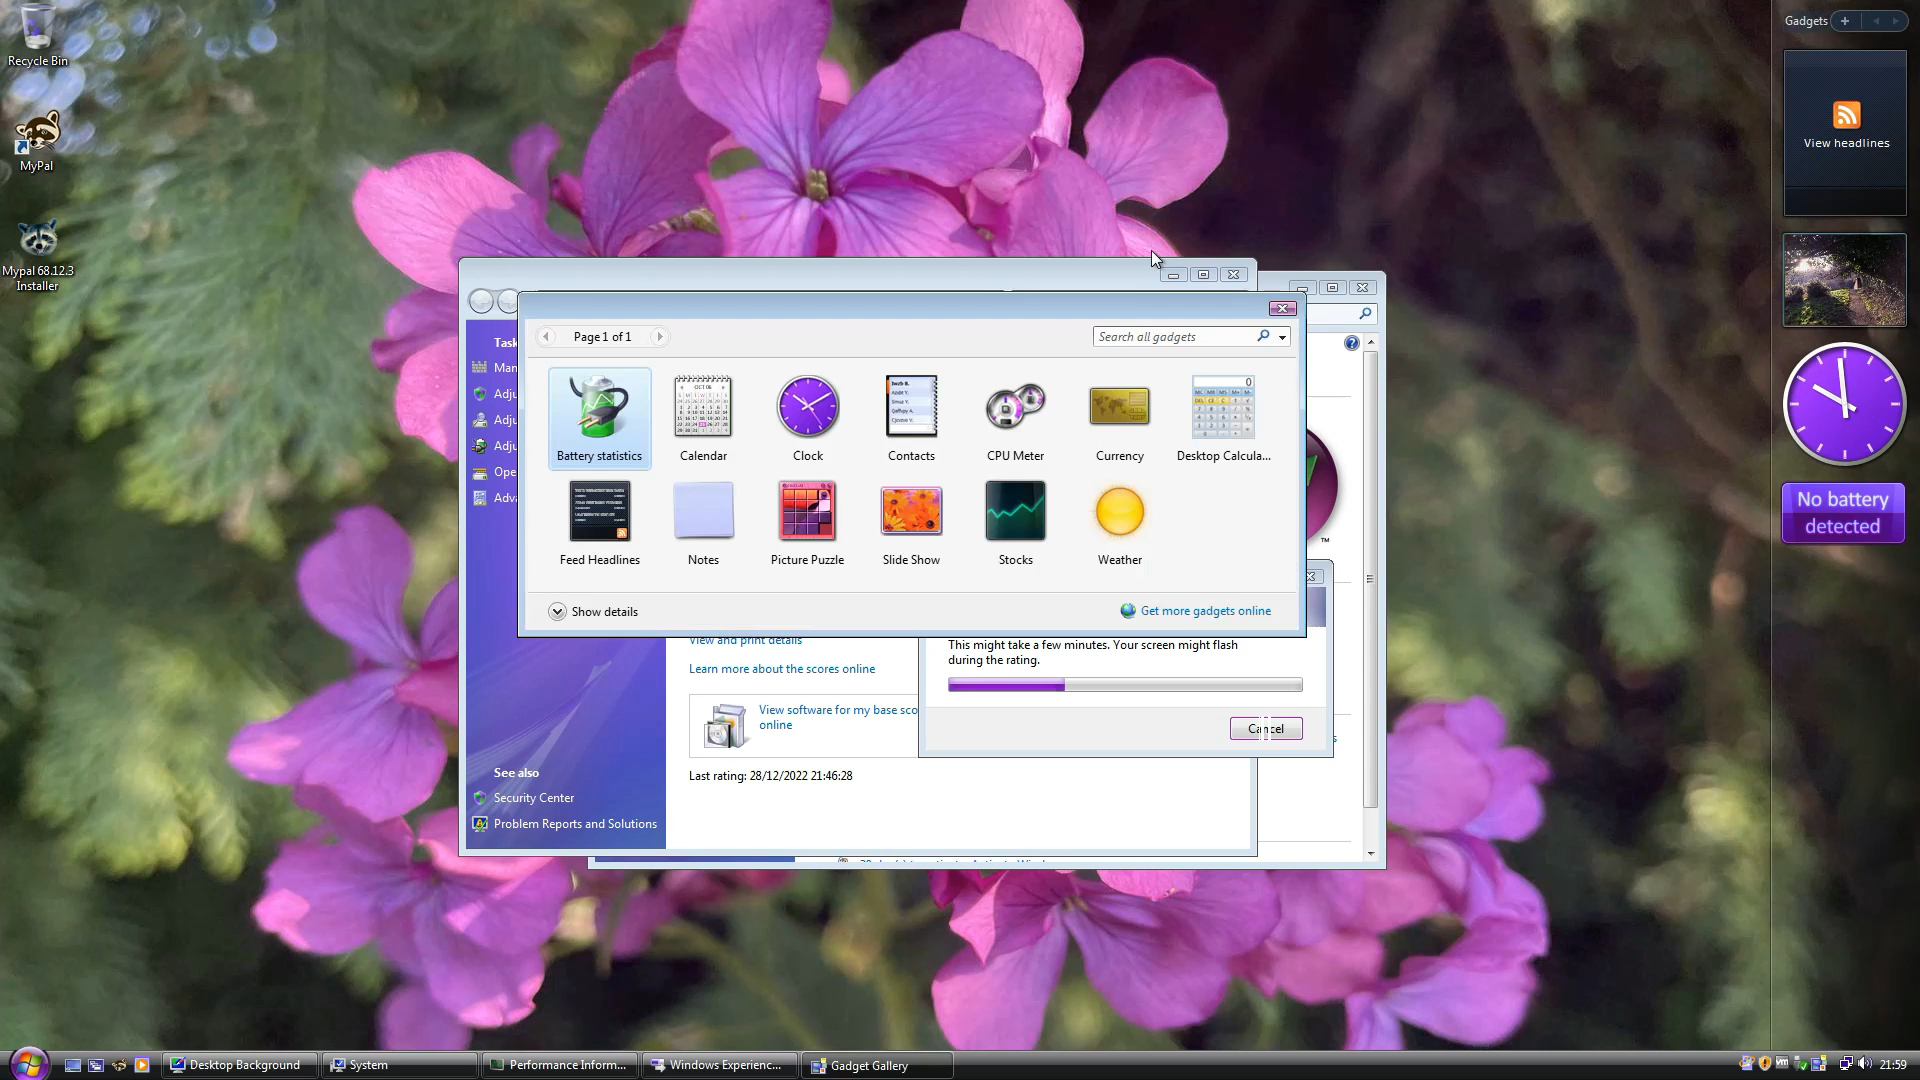 Recycle Bin
MyPal
Mypal 68.12.3
Installer
Gadgets
View headlines
No battery
detected
Page 1 of 1
Search all gadgets
Battery statistics
Calendar
Clock
Contacts
CPU Meter
Currency
Desktop Calcula...
Feed Headlines
Notes
Picture Puzzle
Slide Show
Stocks
Weather
Show details
Get more gadgets online
Task
Man
Adju
Adju
Adju
Ope
Adva
See also
Security Center
Problem Reports and Solutions
View and print details
Learn more about the scores online
View software for my base sco
online
Last rating: 28/12/2022 21:46:28
This might take a few minutes. Your screen might flash
during the rating.
Cancel
TM
Desktop Background
System
Performance Inform...
Windows Experienc...
Gadget Gallery
21:59